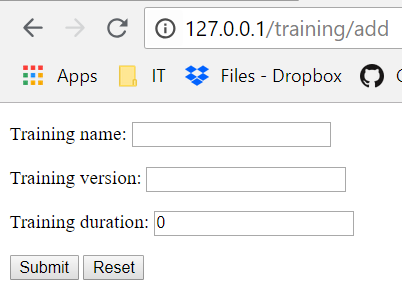 127.0.0.1/training/add
Apps IT Files - Dropbox
Training name:
Training version:
Training duration: 0
Submit Reset